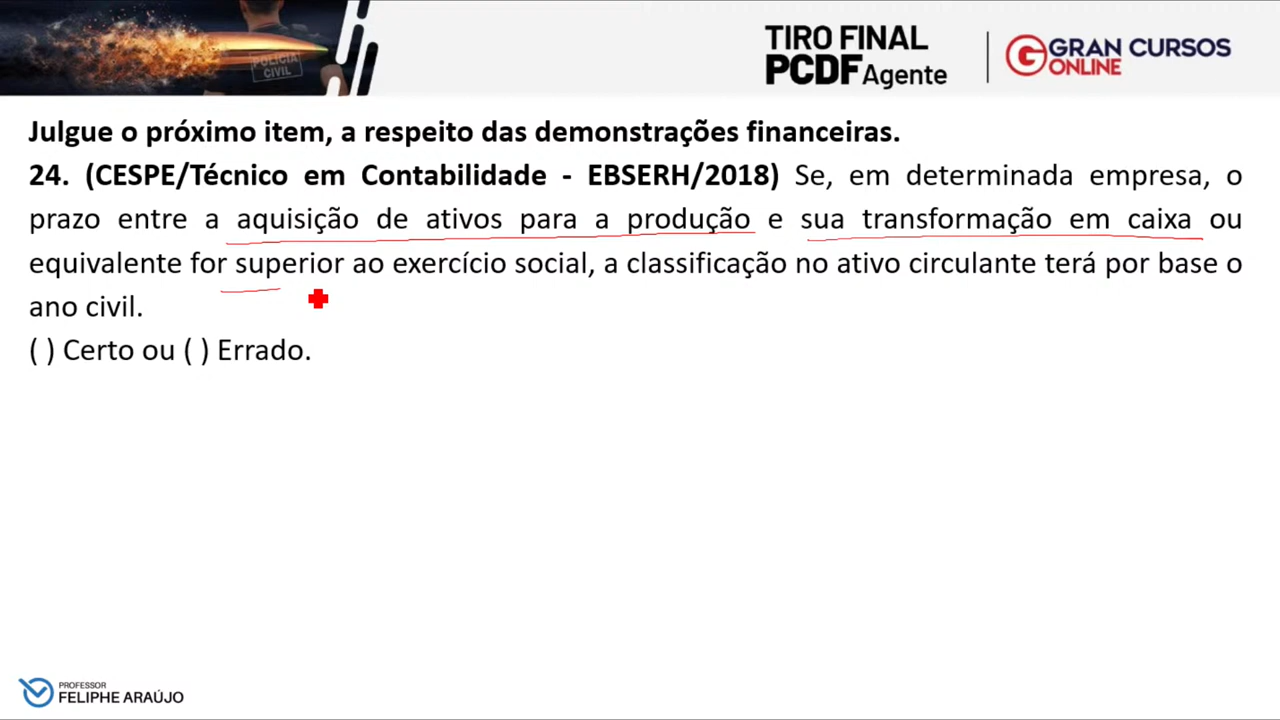 POLÍCIA
CIVIL
TIRO FINAL
PCDF Agente
GRAN CURSOS
ONLINE
Julgue o próximo item, a respeito das demonstrações financeiras.
24. (CESPE/Técnico em Contabilidade - EBSERH/2018) Se, em determinada empresa, o
prazo entre a aquisição de ativos para a produção e sua transformação em caixa ou
equivalente for superior ao exercício social, a classificação no ativo circulante terá por base o
ano civil.
( ) Certo ou ( ) Errado.
PROFESSOR
FELIPHE ARAÚJO